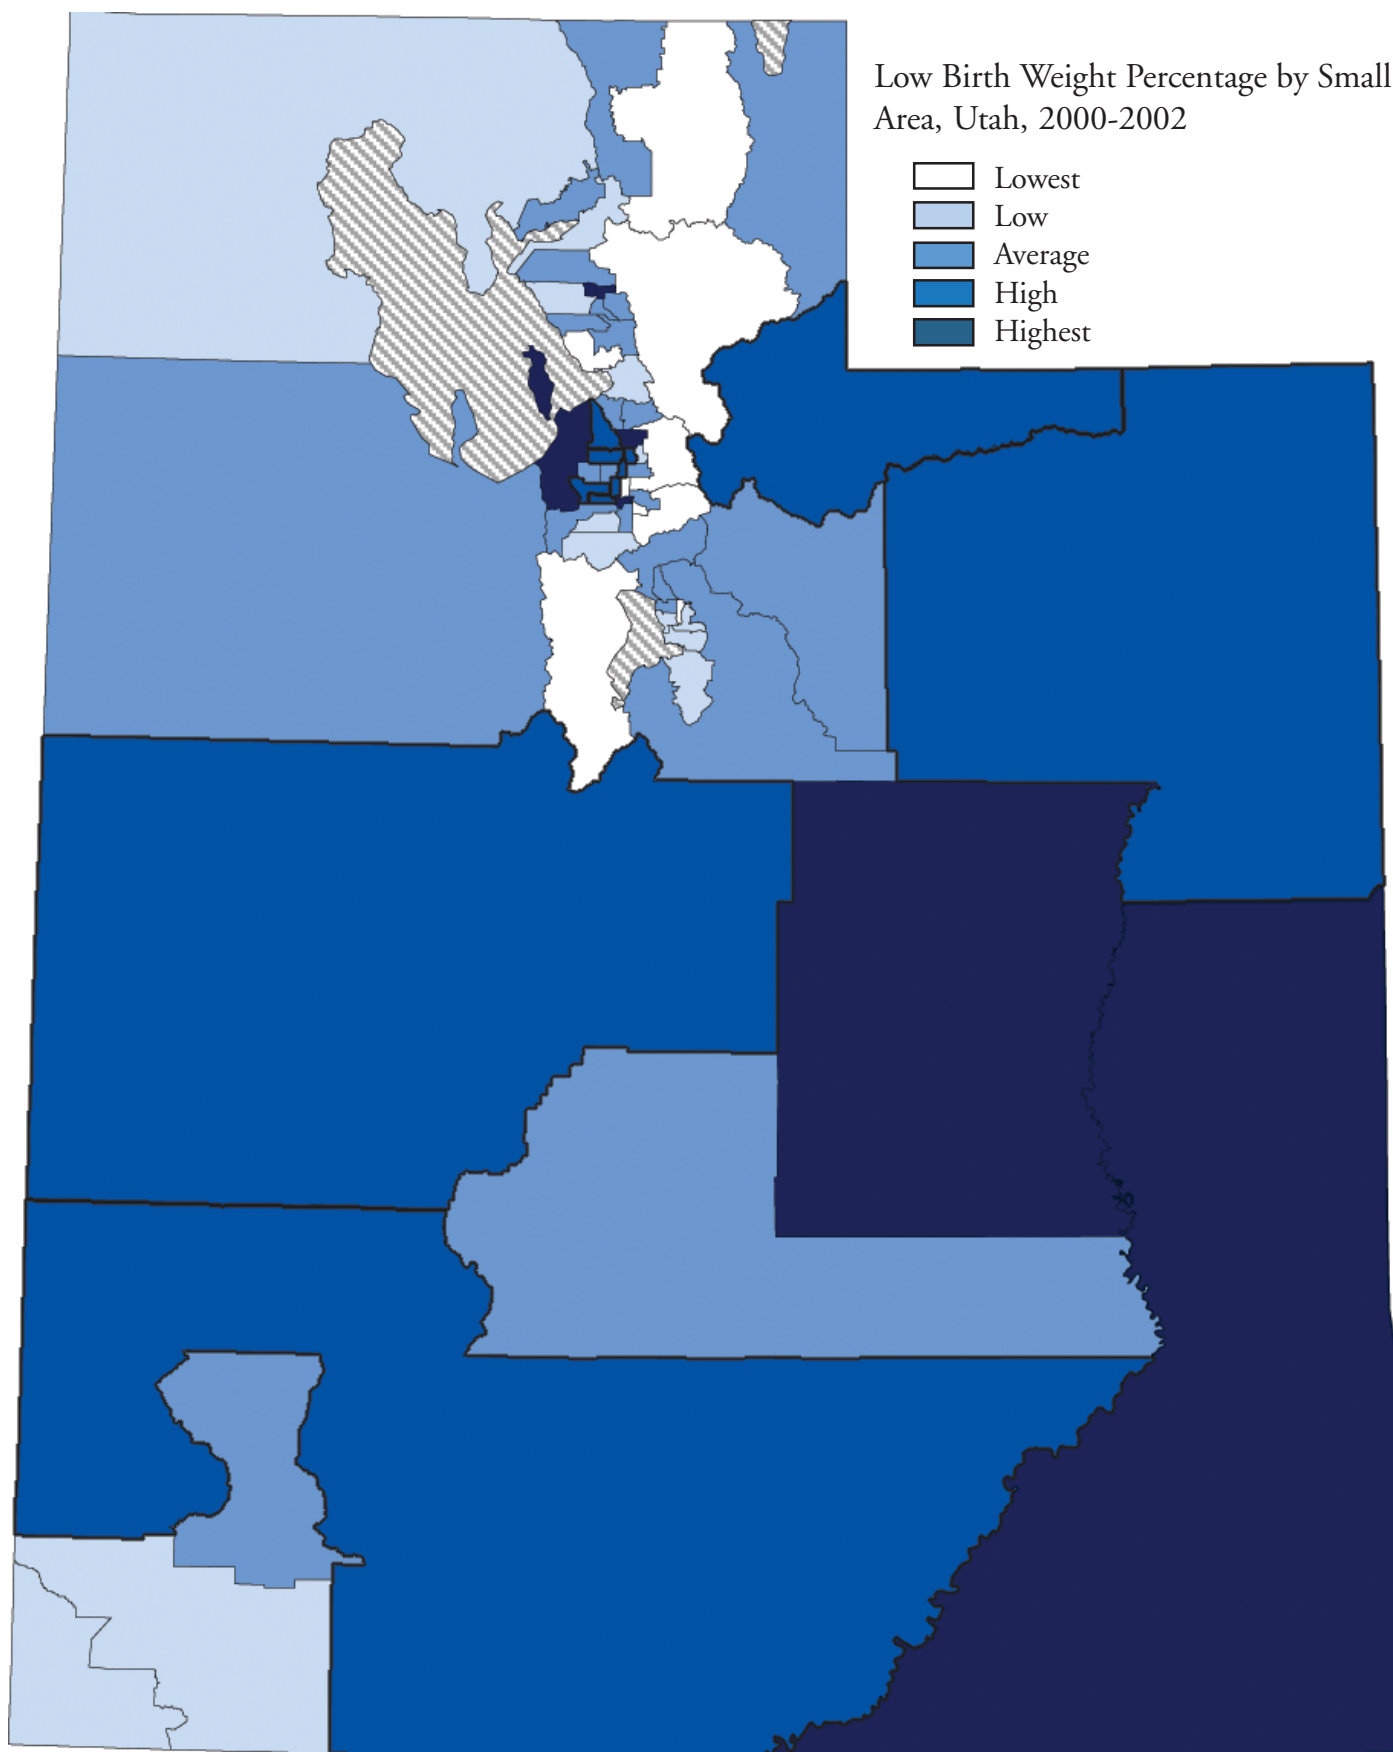 Low Birth Weight Percentage by Small
Area, Utah, 2000-2002
Lowest
Low
Average
High
Highest